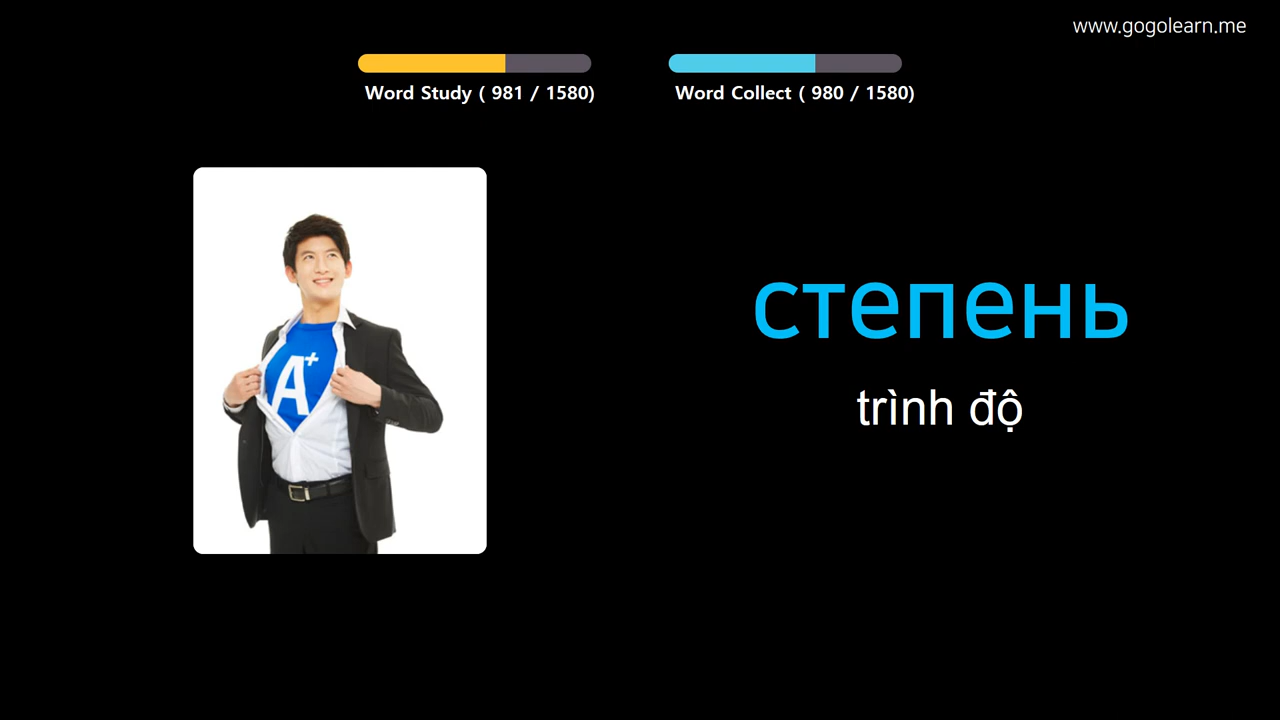 www.gogolearn.me
Word Study ( 981 / 1580)
Word Collect ( 980 / 1580)
A+
степень
trình độ